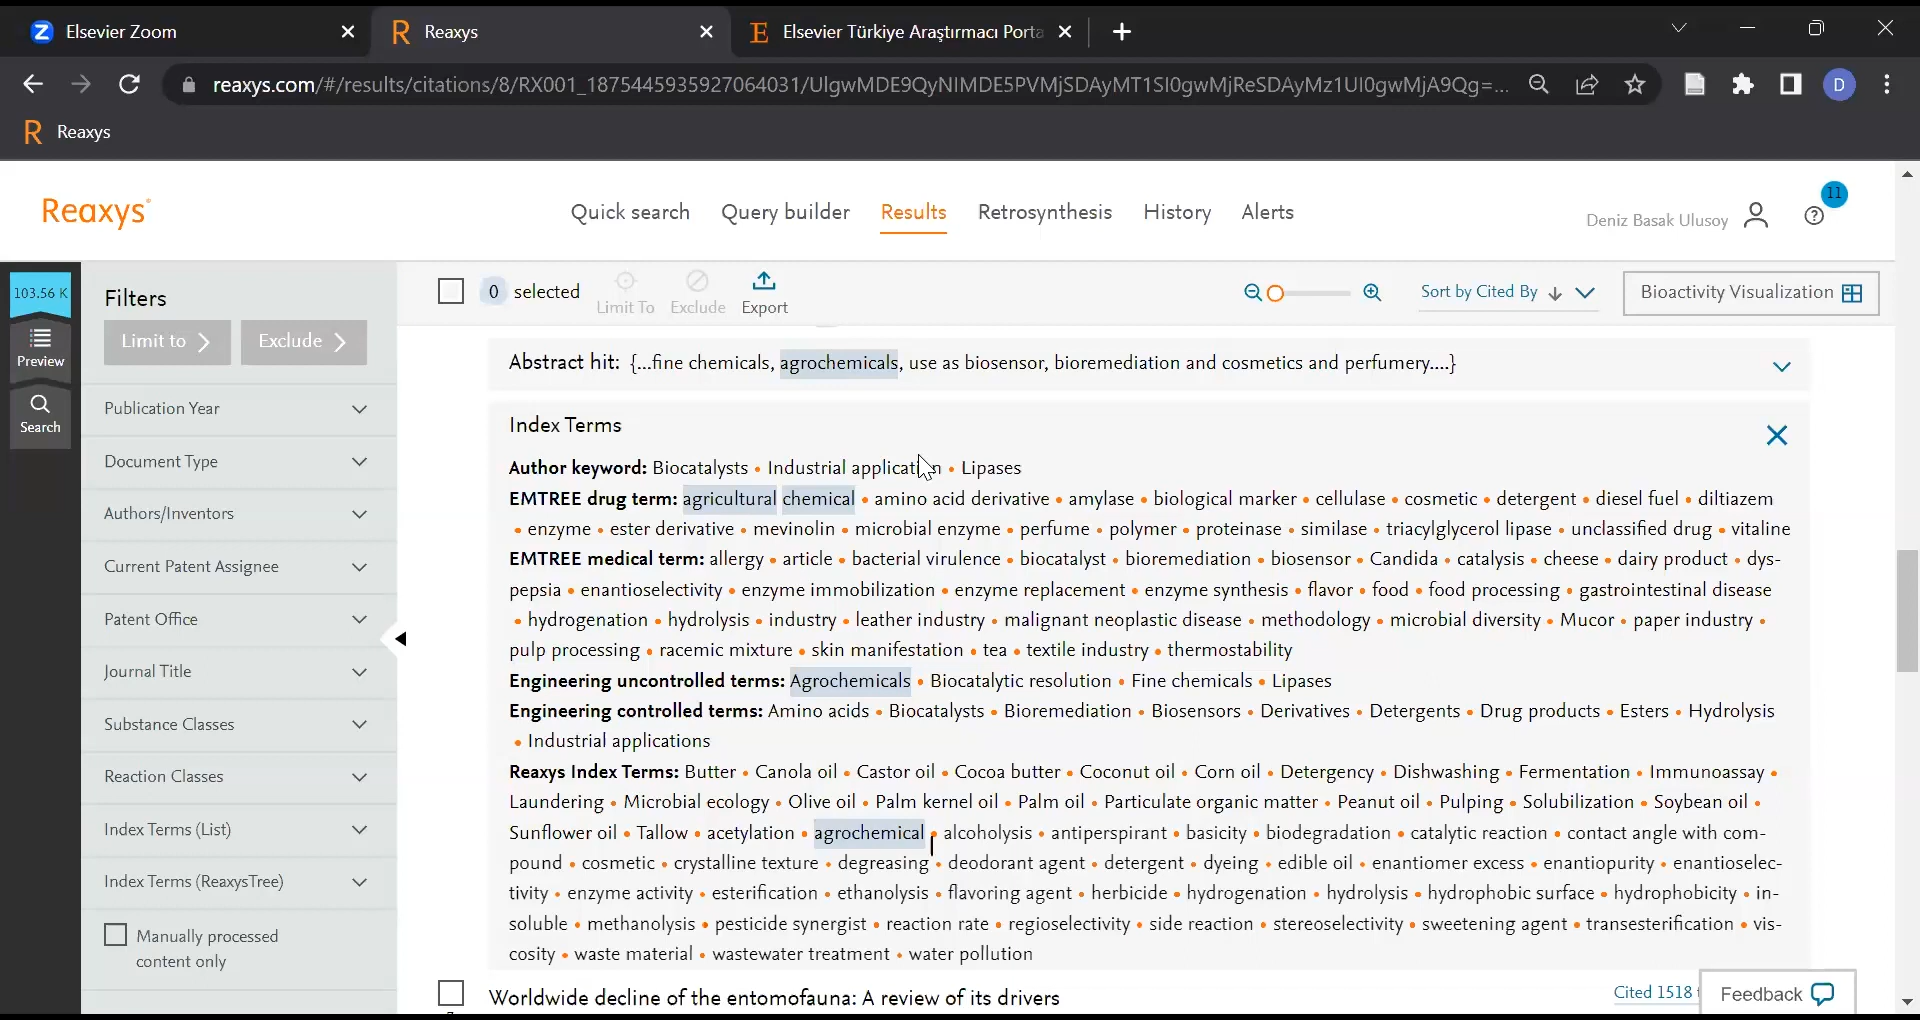 Elsevier Zoom
Reaxys
Elsevier Türkiye Araştırmacı Porta
reaxys.com/#/results/citations/8/RX001_1875445935927064031/UlgwMDE9QyNIMDE5PVMjSDAyMT1SI0gwMjReSDAyMz1UI0gwMjA9Qg=...
D
R Reaxys
Reaxys
Quick search
Query builder
Results
Retrosynthesis
History
Alerts
Deniz Basak Ulusoy
11
103.56 K
Preview
Search
Filters
Limit to
Exclude
Publication Year
Document Type
Authors/Inventors
Current Patent Assignee
Patent Office
Journal Title
Substance Classes
Reaction Classes
Index Terms (List)
Index Terms (ReaxysTree)
Manually processed
content only
0 selected
Limit To
Exclude
Export
Sort by Cited By
Bioactivity Visualization
Abstract hit: {...fine chemicals, agrochemicals, use as biosensor, bioremediation and cosmetics and perfumery....}
Index Terms
Author keyword: Biocatalysts • Industrial application • Lipases
EMTREE drug term: agricultural chemical • amino acid derivative • amylase • biological marker • cellulase • cosmetic • detergent • diesel fuel • diltiazem
• enzyme • ester derivative • mevinolin • microbial enzyme • perfume • polymer • proteinase • similase • triacylglycerol lipase • unclassified drug • vitaline
EMTREE medical term: allergy • article • bacterial virulence • biocatalyst • bioremediation • biosensor • Candida • catalysis • cheese • dairy product • dys-
pepsia • enantioselectivity • enzyme immobilization • enzyme replacement • enzyme synthesis • flavor • food • food processing • gastrointestinal disease
• hydrogenation • hydrolysis • industry • leather industry • malignant neoplastic disease • methodology • microbial diversity • Mucor • paper industry •
pulp processing • racemic mixture • skin manifestation • tea • textile industry • thermostability
Engineering uncontrolled terms: Agrochemicals • Biocatalytic resolution • Fine chemicals • Lipases
Engineering controlled terms: Amino acids • Biocatalysts • Bioremediation • Biosensors • Derivatives • Detergents • Drug products • Esters • Hydrolysis
• Industrial applications
Reaxys Index Terms: Butter • Canola oil • Castor oil • Cocoa butter • Coconut oil • Corn oil • Detergency • Dishwashing • Fermentation • Immunoassay •
Laundering • Microbial ecology • Olive oil • Palm kernel oil • Palm oil • Particulate organic matter • Peanut oil • Pulping • Solubilization • Soybean oil •
Sunflower oil • Tallow • acetylation • agrochemical • alcoholysis • antiperspirant • basicity • biodegradation • catalytic reaction • contact angle with com-
pound • cosmetic • crystalline texture • degreasing • deodorant agent • detergent • dyeing • edible oil • enantiomer excess • enantiopurity • enantioselec-
tivity • enzyme activity • esterification • ethanolysis • flavoring agent • herbicide • hydrogenation • hydrolysis • hydrophobic surface • hydrophobicity • in-
soluble • methanolysis • pesticide synergist • reaction rate • regioselectivity • side reaction • stereoselectivity • sweetening agent • transesterification • vis-
cosity • waste material • wastewater treatment • water pollution
Worldwide decline of the entomofauna: A review of its drivers
Cited 1518
Feedback